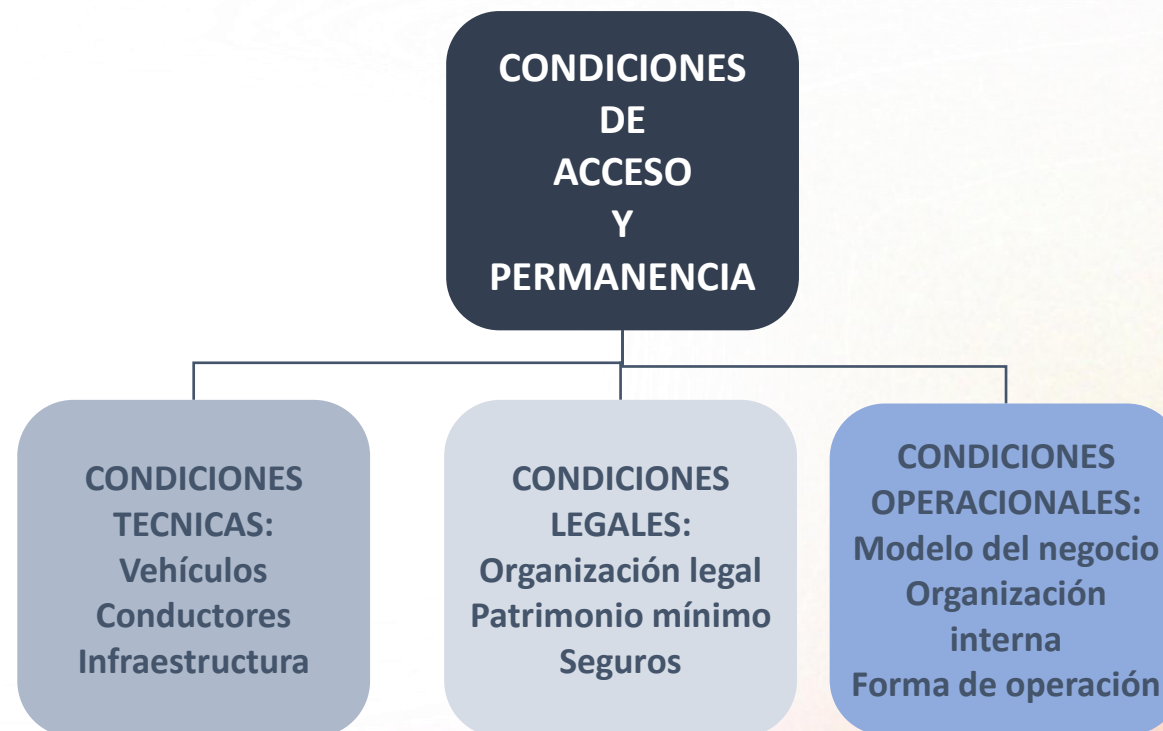 CONDICIONES
DE
ACCESO
Y
PERMANENCIA
CONDICIONES
TECNICAS:
Vehículos
Conductores
Infraestructura
CONDICIONES
LEGALES:
Organización legal
Patrimonio mínimo
Seguros
CONDICIONES
OPERACIONALES:
Modelo del negocio
Organización
interna
Forma de operación